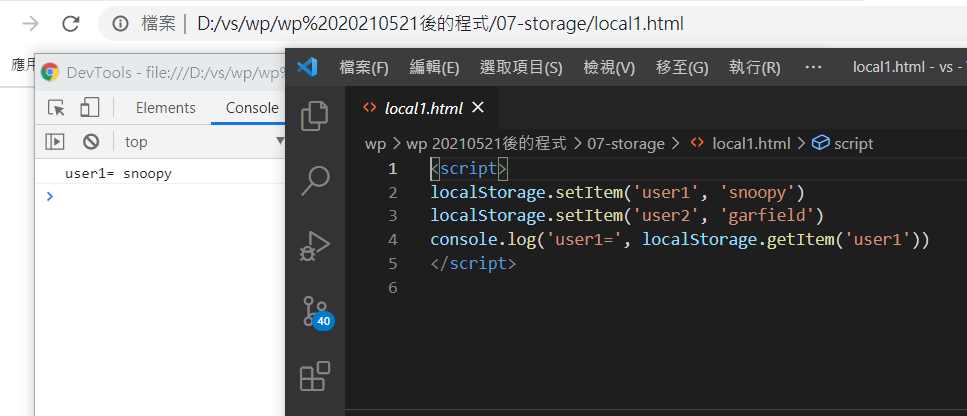 檔案 | D:/vs/wp/wp%2020210521後的程式/07-storage/local1.html
應用
DevTools - file:///D:/vs/wp/wp%
Elements Console
top
user1= snoopy
檔案(F) 編輯(E) 選取項目(S) 檢視(V) 移至(G) 執行(R) ··· local1.html - vs -
local1.html
wp > wp 20210521後的程式 > 07-storage > local1.html > script
1 <script>
2 localStorage.setItem('user1', 'snoopy')
3 localStorage.setItem('user2', 'garfield')
4 console.log('user1=', localStorage.getItem('user1'))
5 </script>
6
40